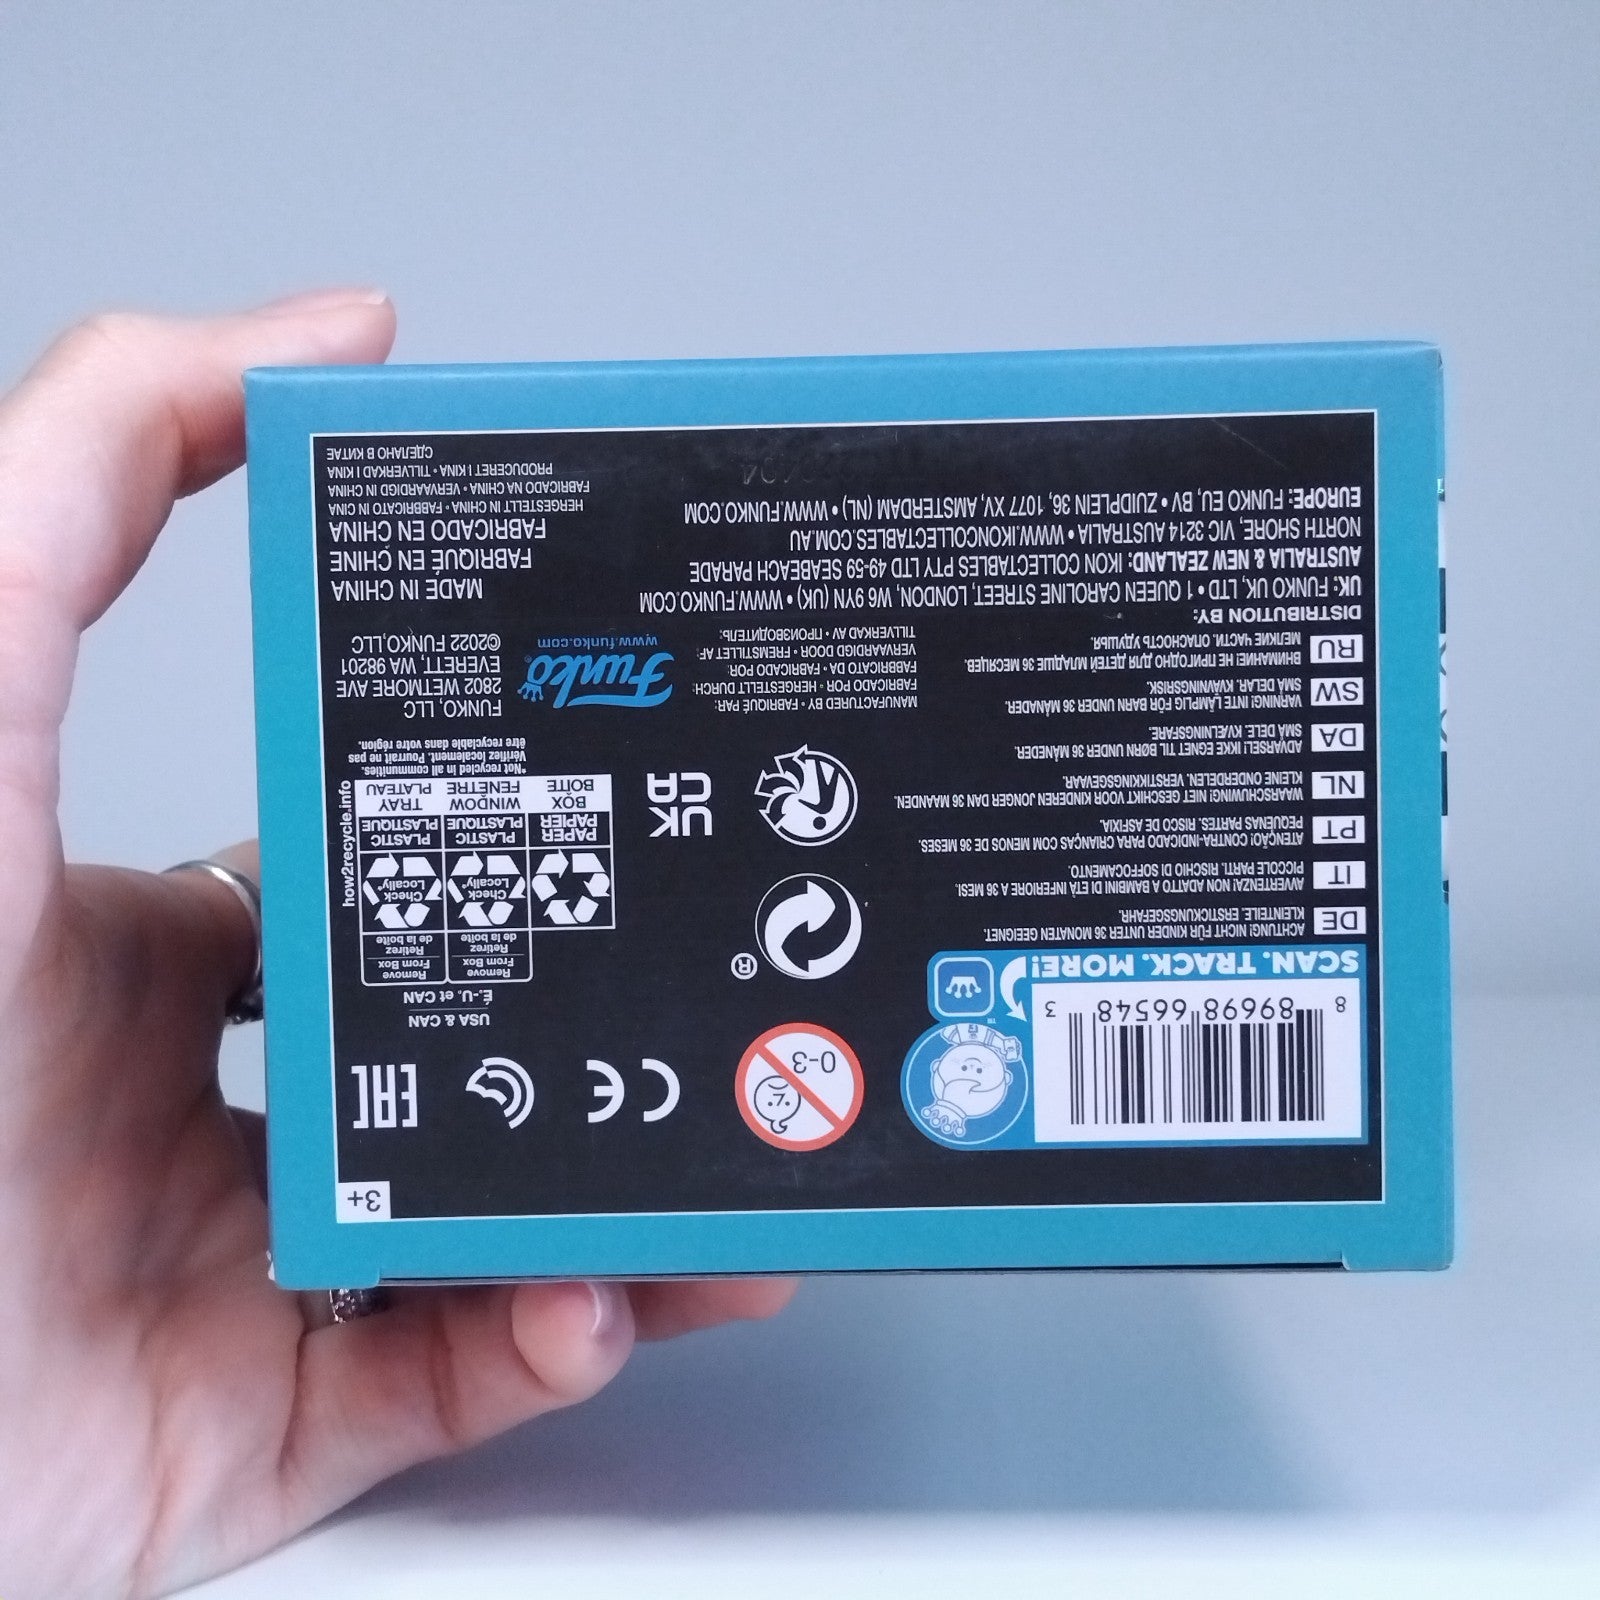 3+
8 89698 66548 3
SCAN. TRACK. MORE!
™
0-3
CE
EAC
DE
ACHTUNG! NICHT FÜR KINDER UNTER 36 MONATEN GEEIGNET.
KLEINTEILE. ERSTICKUNGSGEFAHR.
IT
AVVERTENZA! NON ADATTO A BAMBINI DI ETÀ INFERIORE A 36 MESI.
PICCOLE PARTI. RISCHIO DI SOFFOCAMENTO.
PT
ATENÇÃO! CONTRA-INDICADO PARA CRIANÇAS COM MENOS DE 36 MESES.
PEQUENAS PARTES. RISCO DE ASFIXIA.
NL
WAARSCHUWING! NIET GESCHIKT VOOR KINDEREN JONGER DAN 36 MAANDEN.
KLEINE ONDERDELEN. VERSTIKKINGSGEVAAR.
DA
ADVARSEL! IKKE EGNET TIL BØRN UNDER 36 MÅNEDER.
SMÅ DELE. KVÆLNINGSFARE.
SW
VARNING! INTE LÄMPLIG FÖR BARN UNDER 36 MÅNADER.
SMÅ DELAR. KVÄVNINGSRISK.
RU
ВНИМАНИЕ! НЕ ПРИГОДНО ДЛЯ ДЕТЕЙ МЛАДШЕ 36 МЕСЯЦЕВ.
МЕЛКИЕ ЧАСТИ. ОПАСНОСТЬ УДУШЬЯ.
®
UK
CA
USA & CAN
É.-U. et CAN
Remove
From Box
Retirez
de la boîte
Remove
From Box
Retirez
de la boîte
Check
Locally*
Check
Locally*
PAPER
PAPIER
BOX
BOÎTE
PLASTIC
PLASTIQUE
WINDOW
FENÊTRE
PLASTIC
PLASTIQUE
TRAY
PLATEAU
how2recycle.info
*Not recycled in all communities.
Vérifiez localement. Pourrait ne pas
être recyclable dans votre région.
MANUFACTURED BY • FABRIQUÉ PAR:
FABRICADO POR • HERGESTELLT DURCH:
FABBRICATO DA • FABRICADO POR:
VERVAARDIGD DOOR • FREMSTILLET AF:
TILLVERKAD AV • ПРОИЗВОДИТЕЛЬ:
Funko®
www.funko.com
FUNKO, LLC
2802 WETMORE AVE
EVERETT, WA 98201
©2022 FUNKO,LLC
DISTRIBUTION BY:
UK: FUNKO UK, LTD • 1 QUEEN CAROLINE STREET, LONDON, W6 9YN (UK) • WWW.FUNKO.COM
AUSTRALIA & NEW ZEALAND: IKON COLLECTABLES PTY LTD 49-59 SEABEACH PARADE
NORTH SHORE, VIC 3214 AUSTRALIA • WWW.IKONCOLLECTABLES.COM.AU
EUROPE: FUNKO EU, BV • ZUIDPLEIN 36, 1077 XV, AMSTERDAM (NL) • WWW.FUNKO.COM
MADE IN CHINA
FABRIQUÉ EN CHINE
FABRICADO EN CHINA
HERGESTELLT IN CHINA • FABBRICATO IN CINA
FABRICADO NA CHINA • VERVAARDIGD IN CHINA
PRODUCERET I KINA • TILLVERKAD I KINA
СДЕЛАНО В КИТАЕ